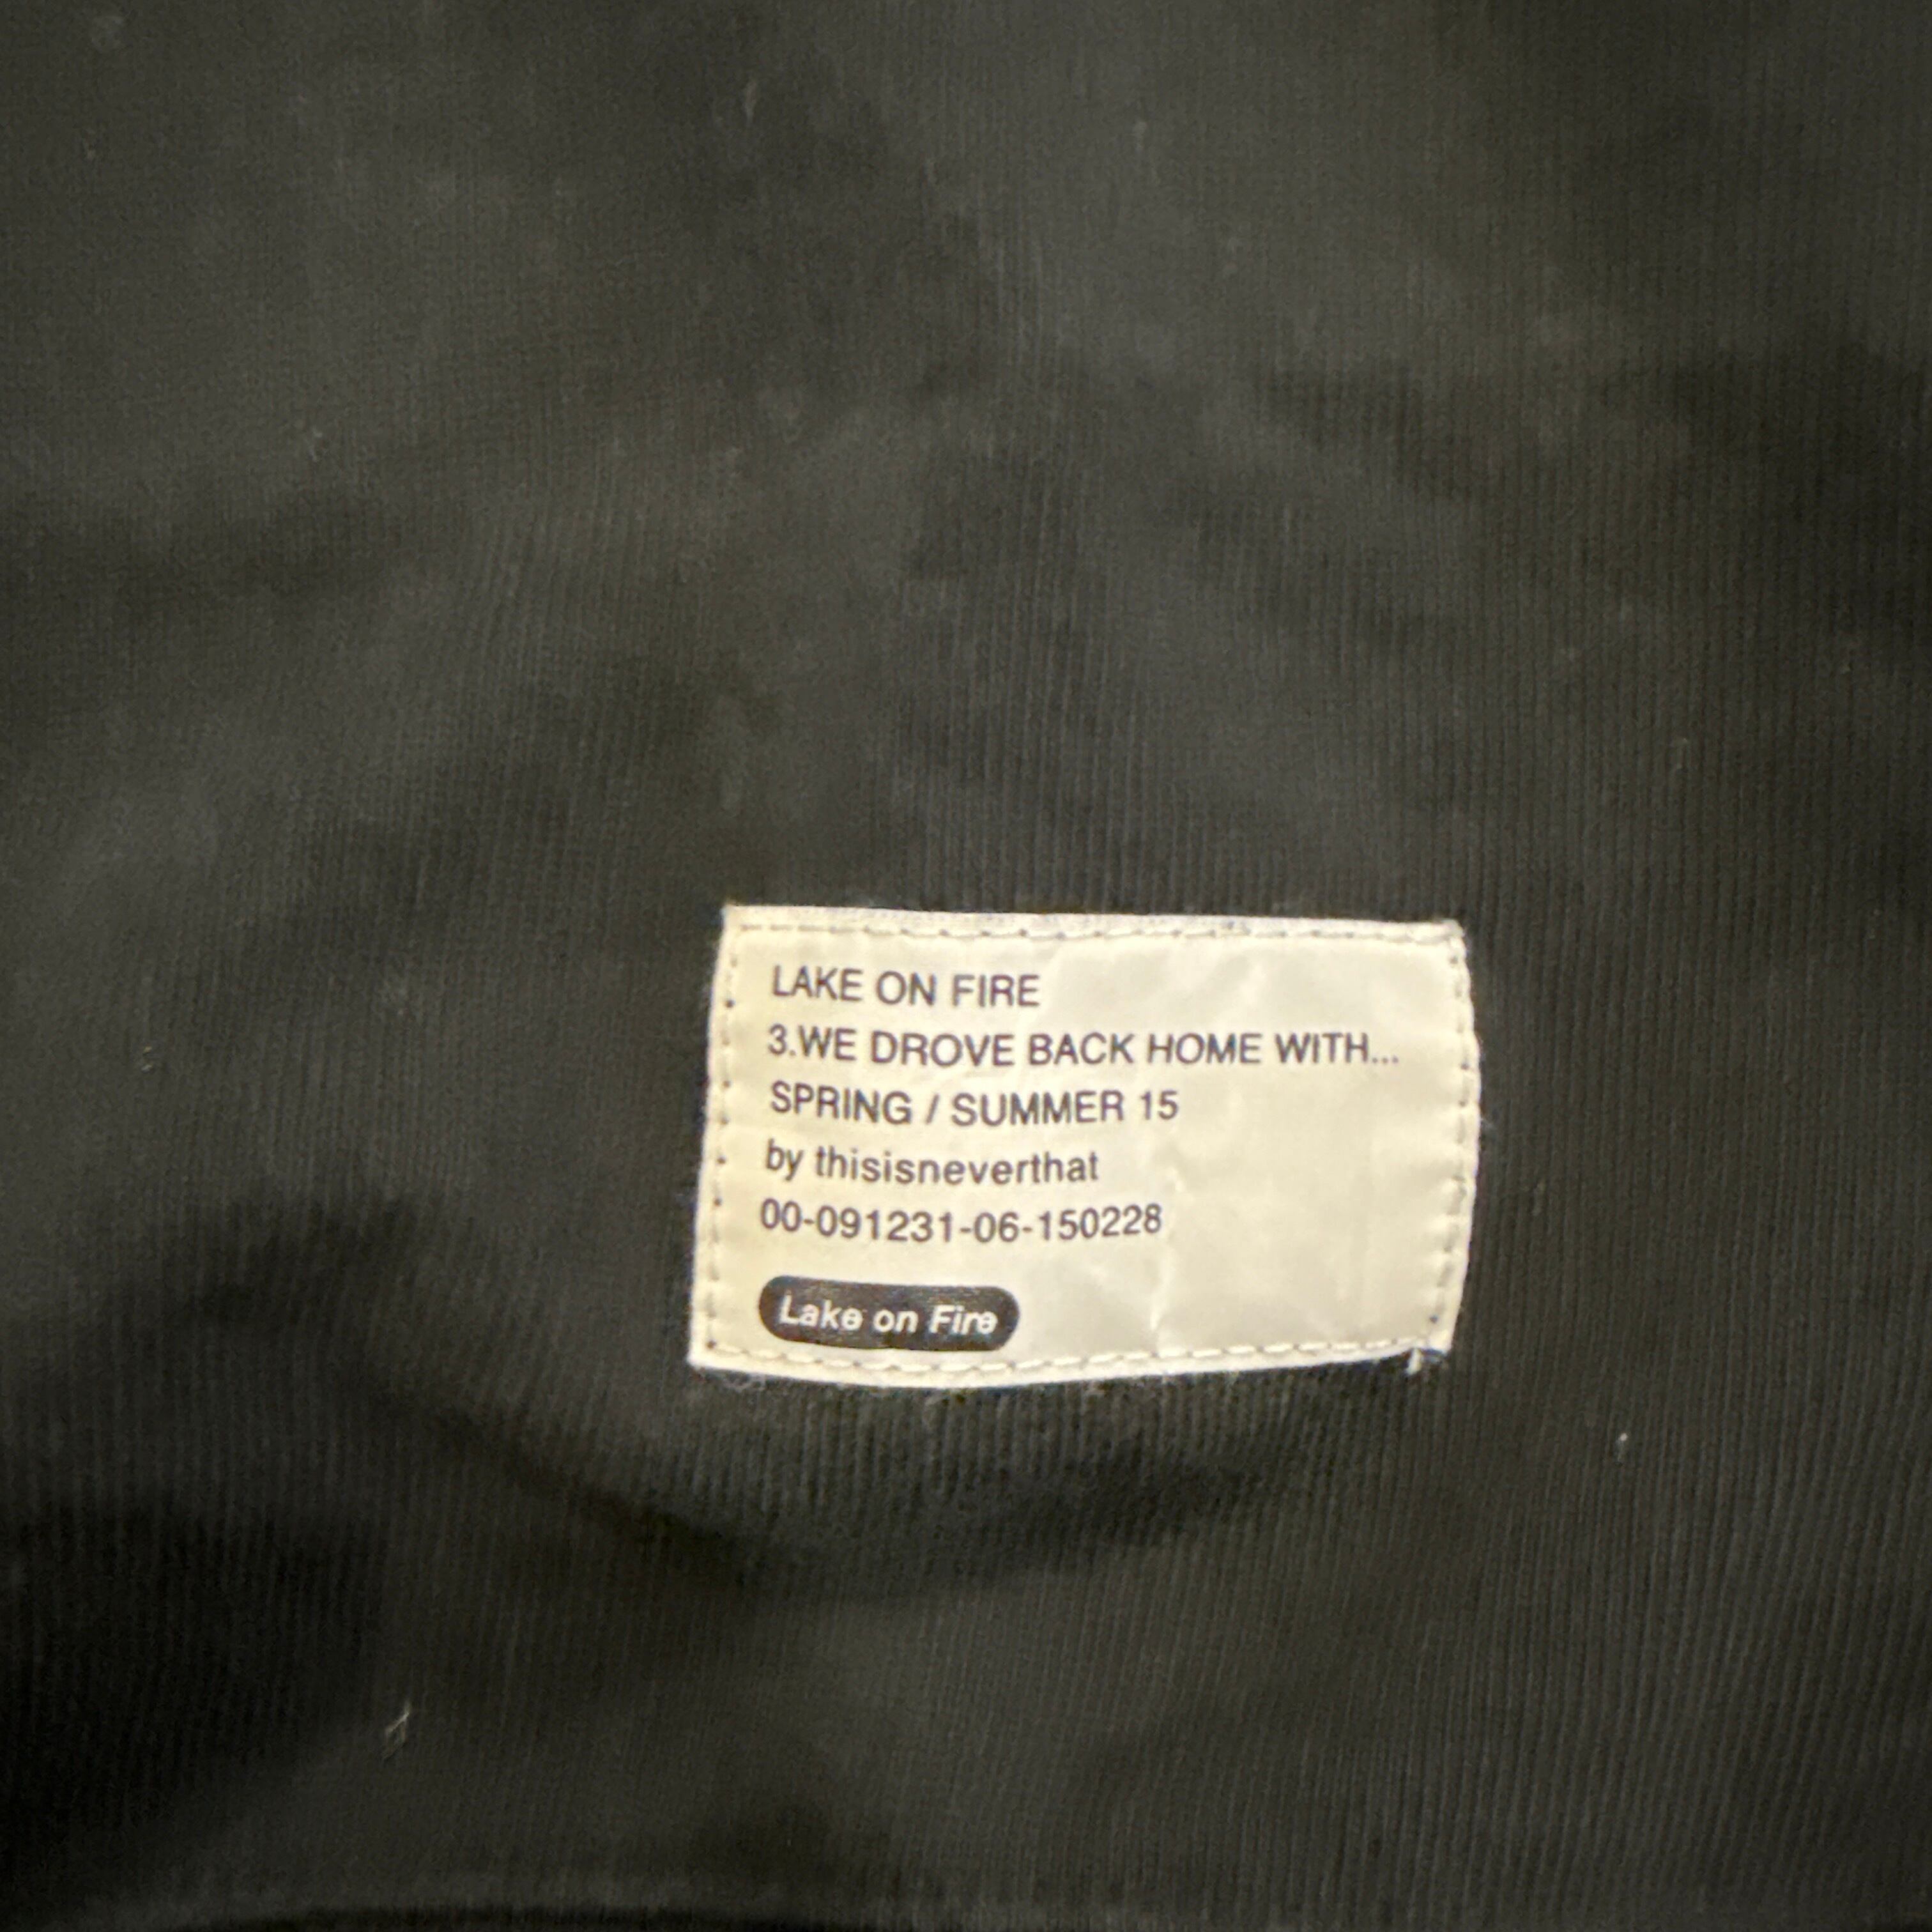 LAKE ON FIRE
3.WE DROVE BACK HOME WITH...
SPRING / SUMMER 15
by thisisneverthat
00-091231-06-150228
Lake on Fire